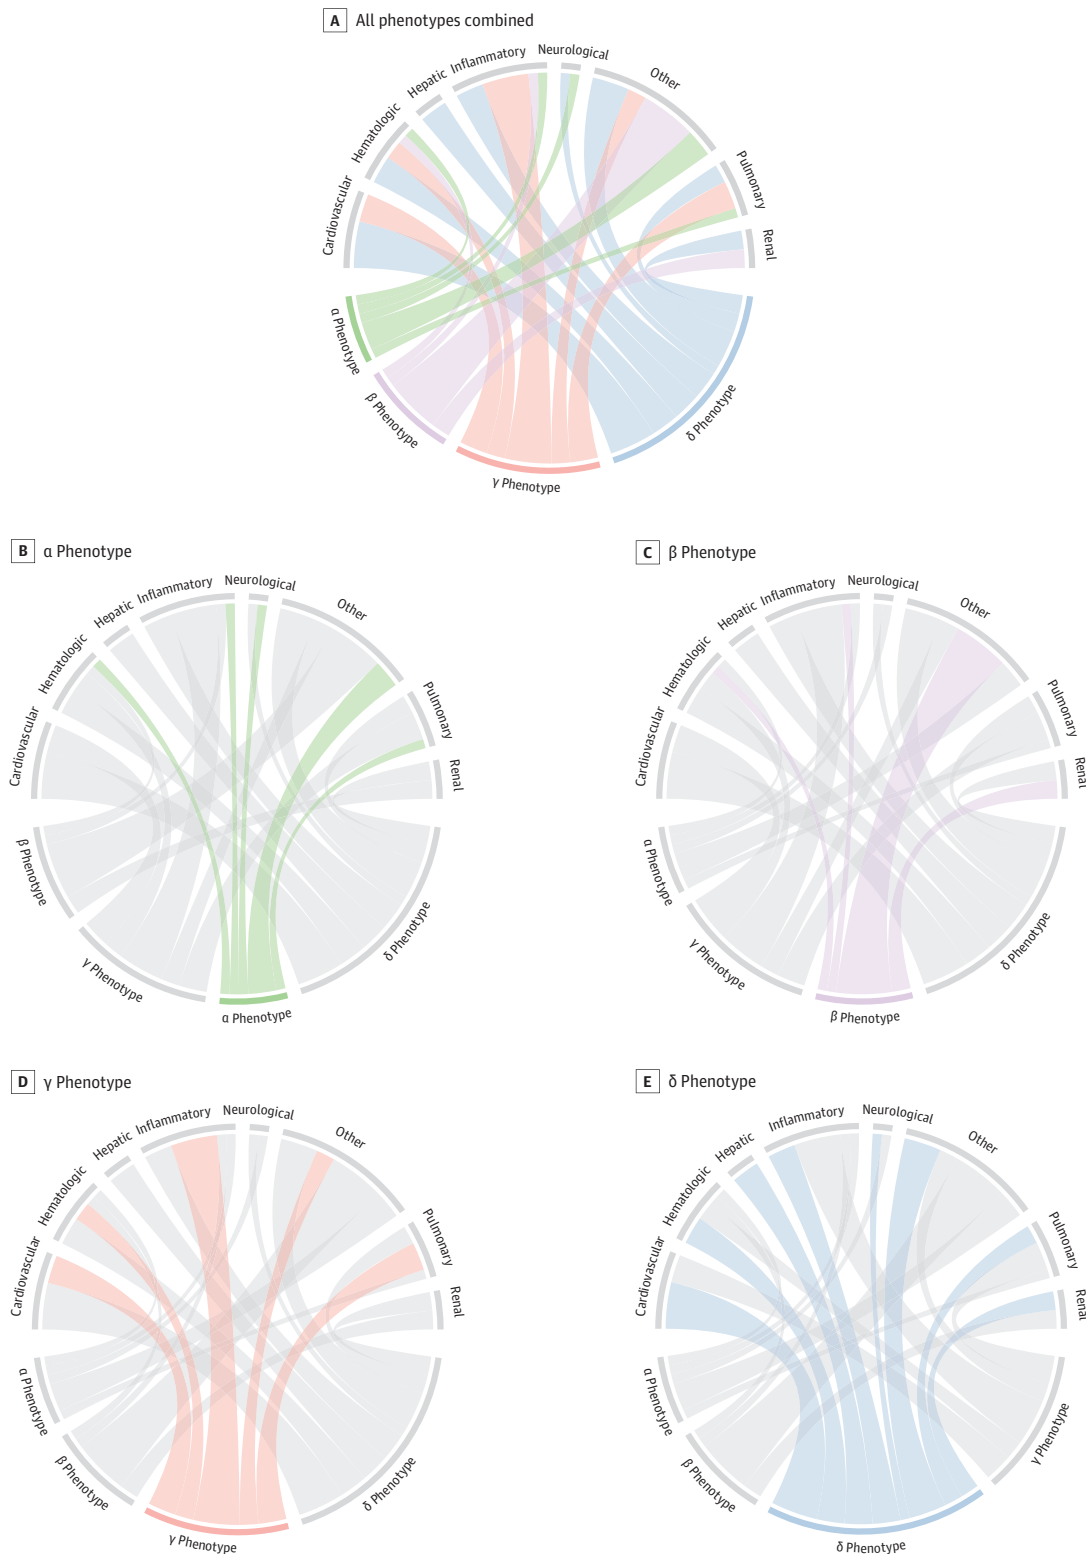 A All phenotypes combined
Cardiovascular
Hematologic
Hepatic
Inflammatory
Neurological
Other
Pulmonary
Renal
α Phenotype
β Phenotype
γ Phenotype
δ Phenotype
B α Phenotype
Cardiovascular
Hematologic
Hepatic
Inflammatory
Neurological
Other
Pulmonary
Renal
β Phenotype
γ Phenotype
α Phenotype
δ Phenotype
C β Phenotype
Cardiovascular
Hematologic
Hepatic
Inflammatory
Neurological
Other
Pulmonary
Renal
α Phenotype
γ Phenotype
β Phenotype
δ Phenotype
D γ Phenotype
Cardiovascular
Hematologic
Hepatic
Inflammatory
Neurological
Other
Pulmonary
Renal
α Phenotype
β Phenotype
γ Phenotype
δ Phenotype
E δ Phenotype
Cardiovascular
Hematologic
Hepatic
Inflammatory
Neurological
Other
Pulmonary
Renal
α Phenotype
β Phenotype
δ Phenotype
γ Phenotype